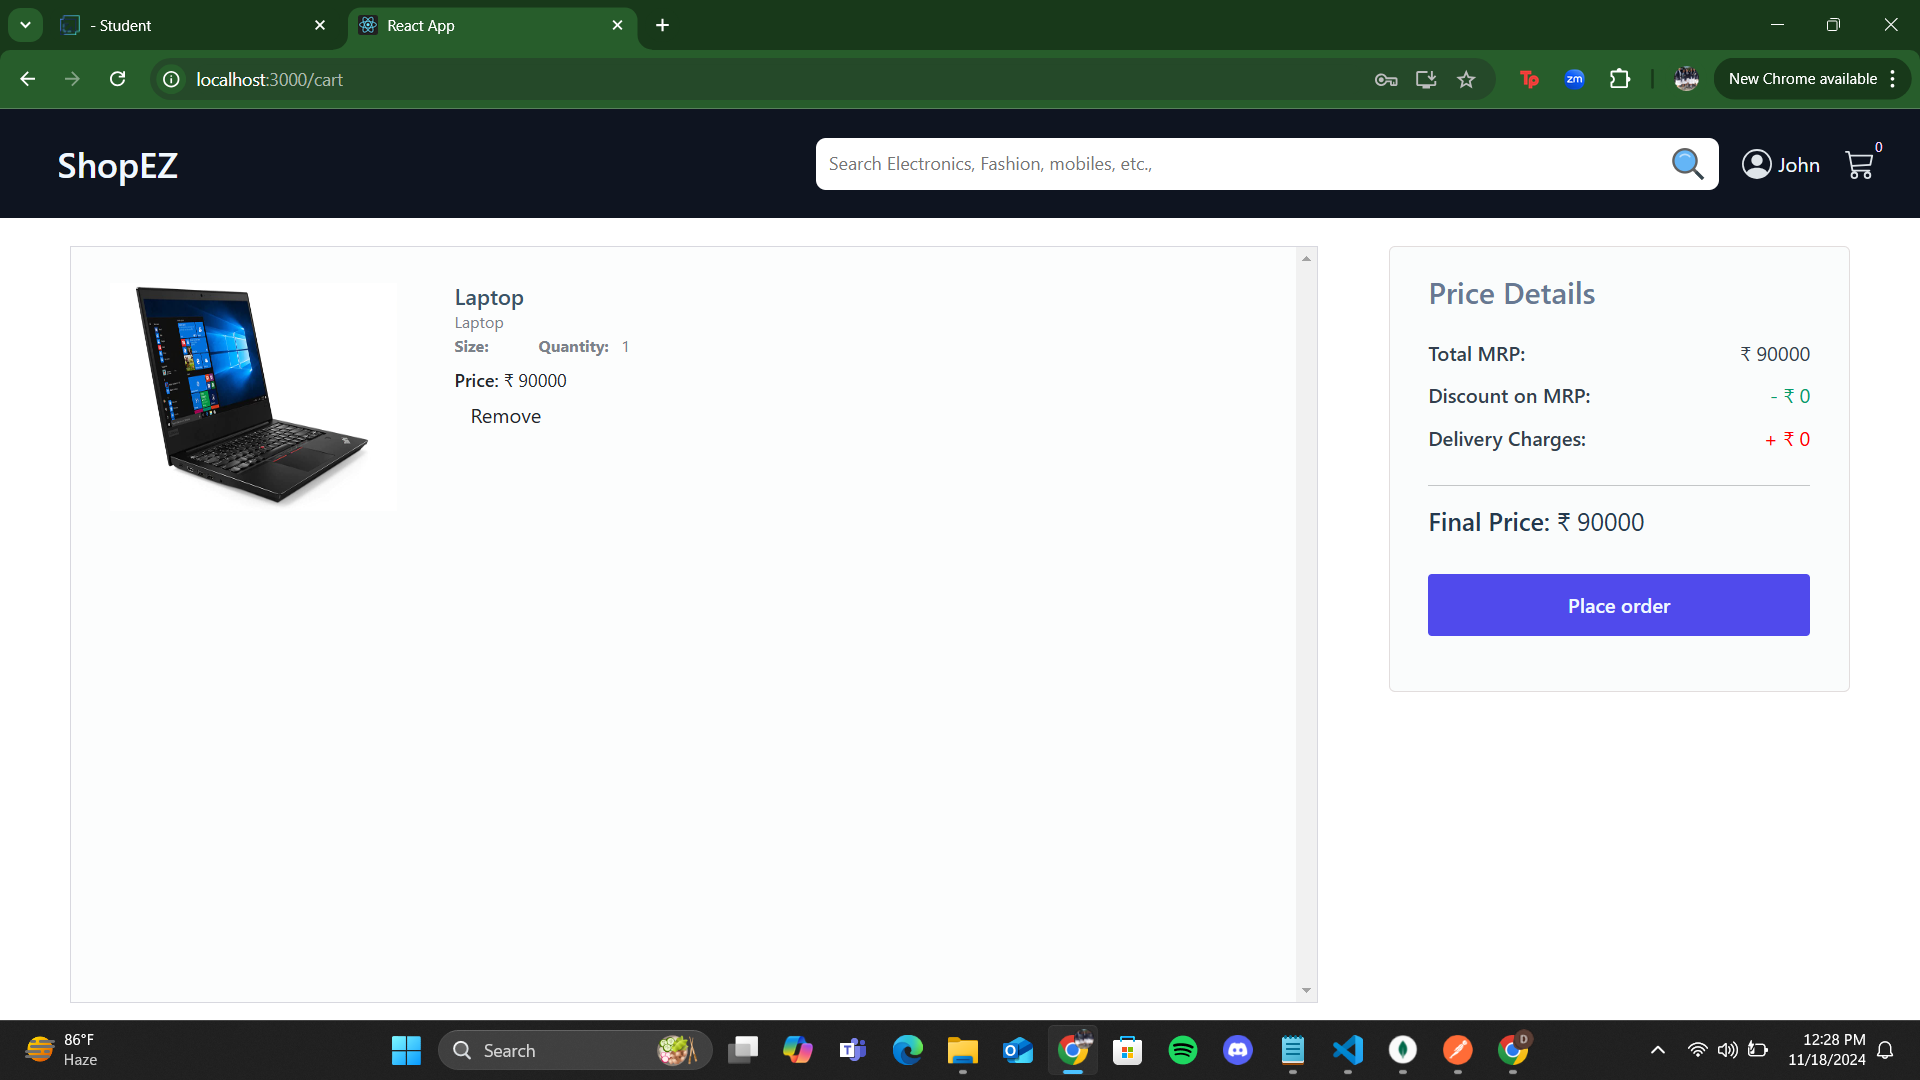 - Student
React App
localhost:3000/cart
zm
New Chrome available
ShopEZ
Search Electronics, Fashion, mobiles, etc.,
John
0
Laptop
Laptop
Size: Quantity: 1
Price: ₹ 90000
Remove
Price Details
Total MRP: ₹ 90000
Discount on MRP: - ₹ 0
Delivery Charges: + ₹ 0
Final Price: ₹ 90000
Place order
86°F
Haze
Search
D
12:28 PM
11/18/2024